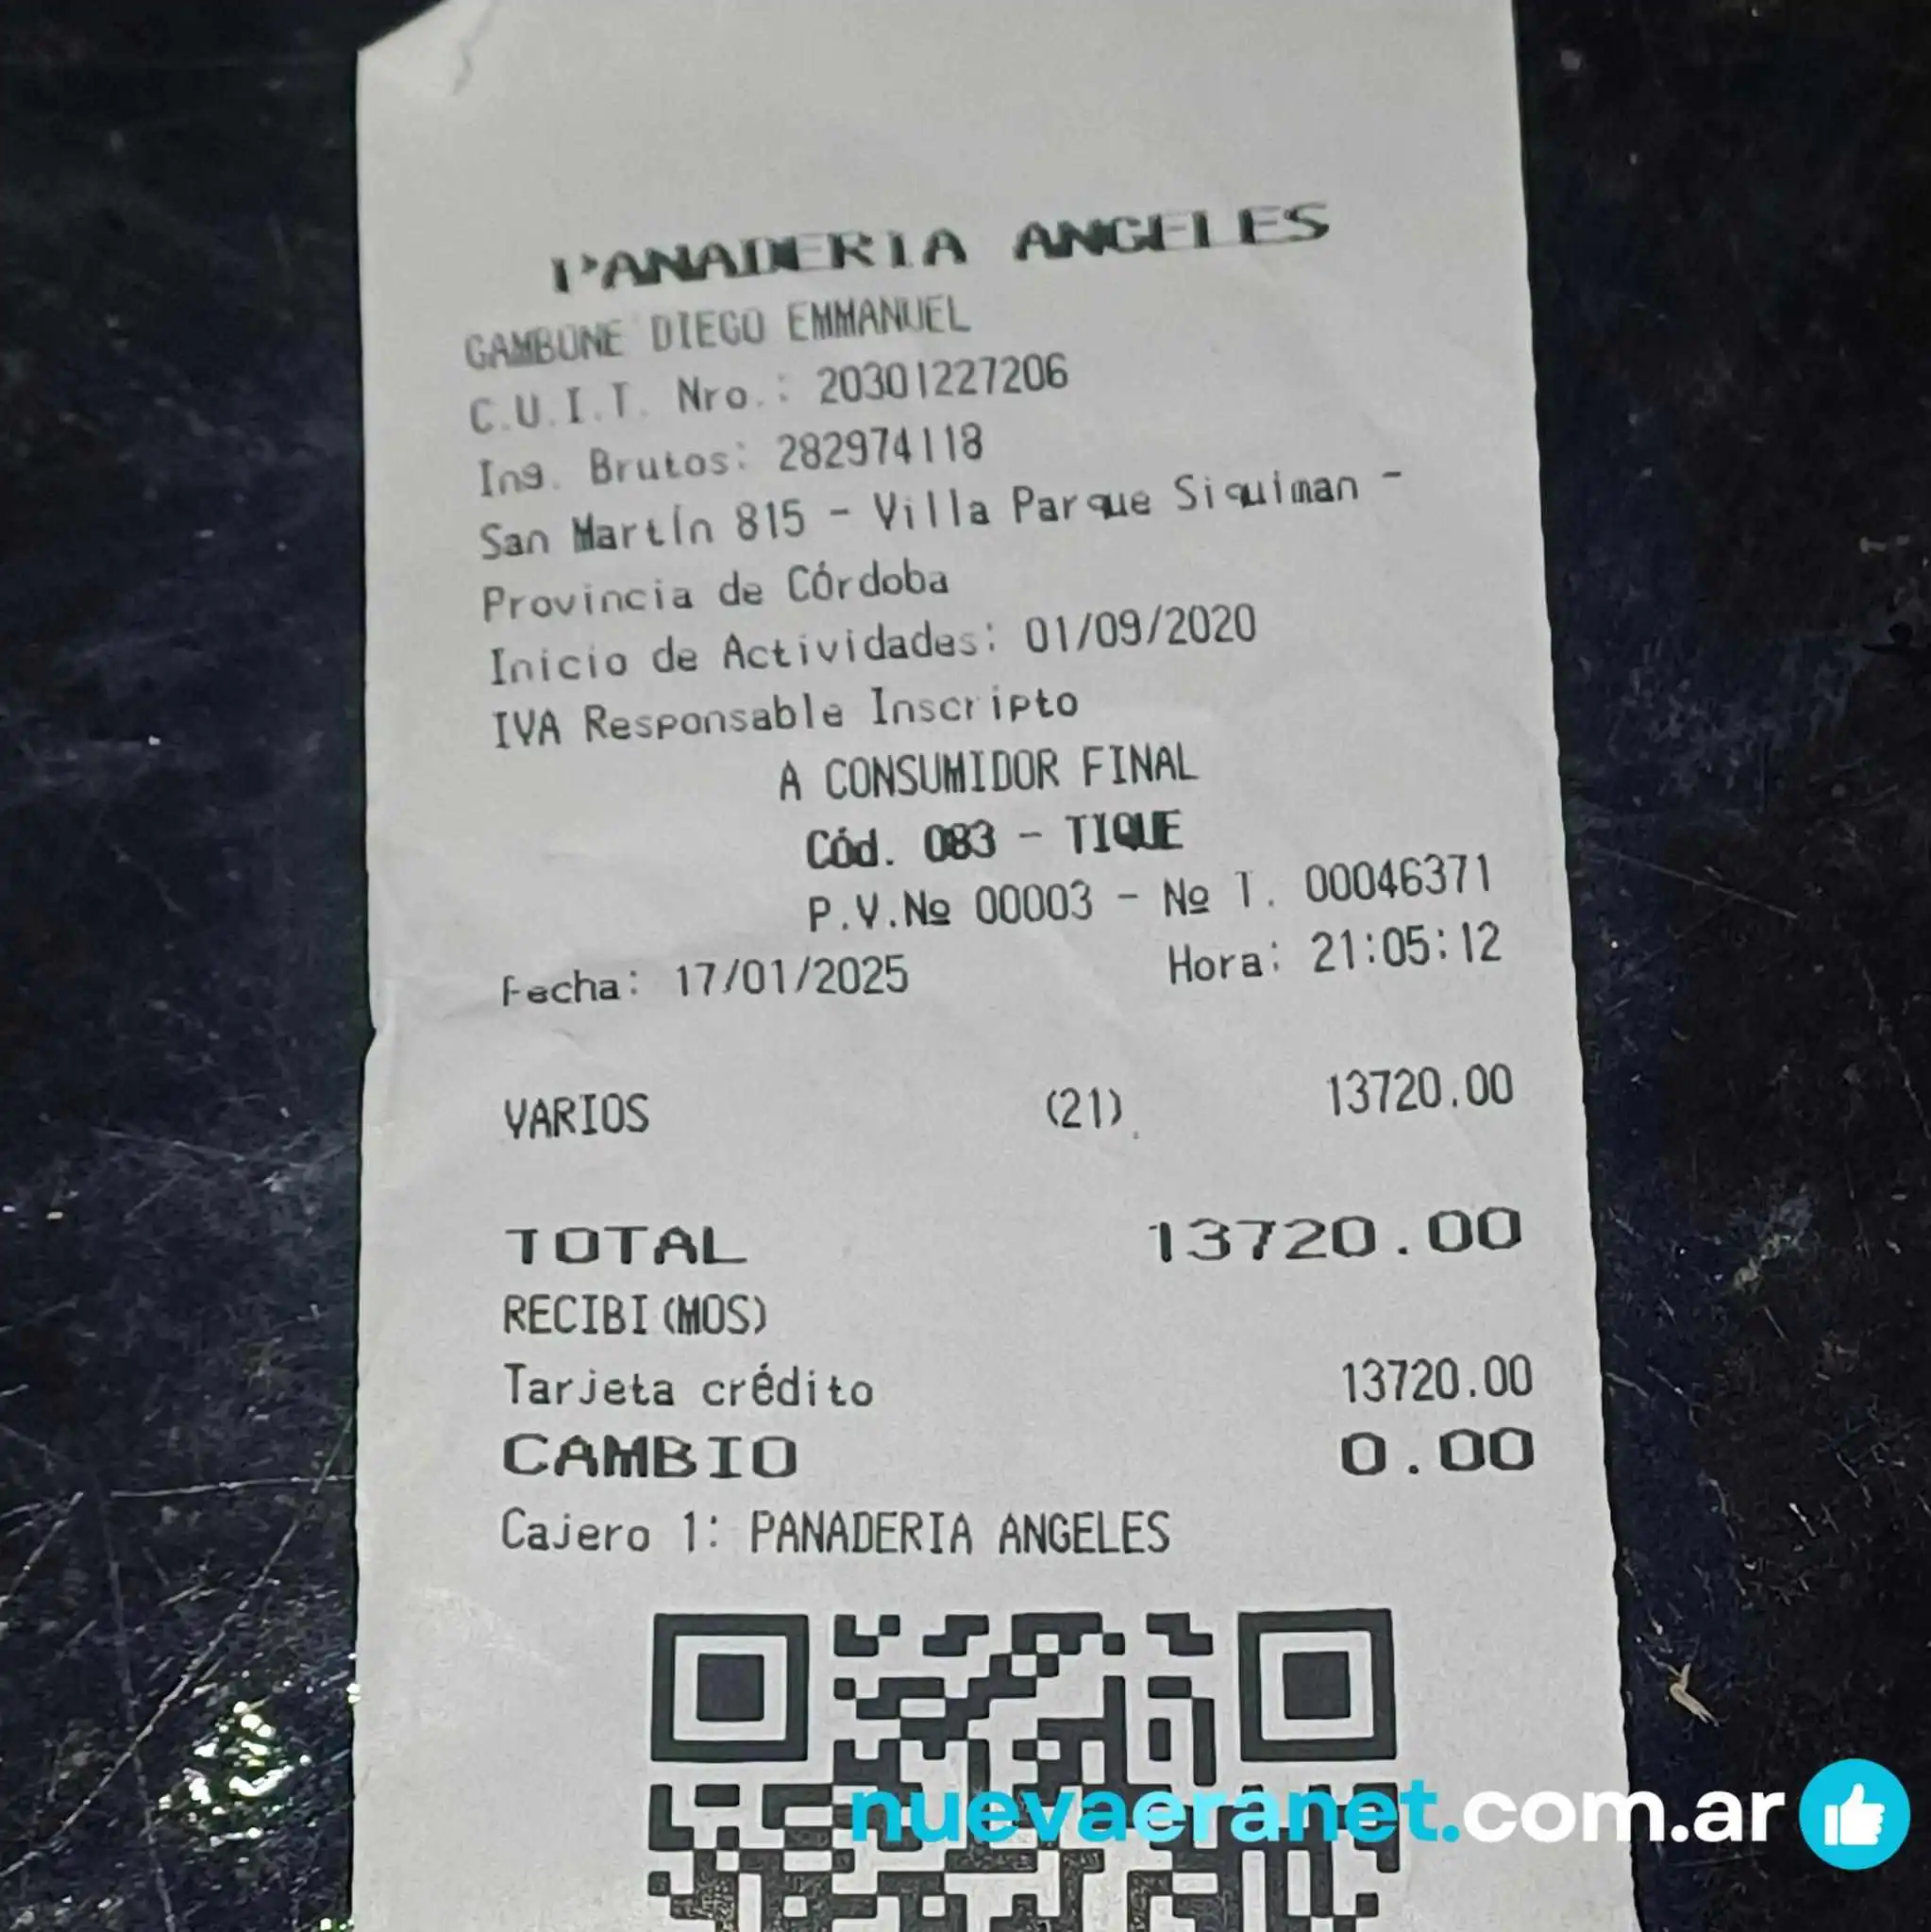 PANADERIA ANGELES
GAMBONE DIEGO EMMANUEL
C.U.I.T. Nro.: 20301227206
Ing. Brutos: 282974118
San Martín 815 - Villa Parque Siquiman -
Provincia de Córdoba
Inicio de Actividades: 01/09/2020
IVA Responsable Inscripto
A CONSUMIDOR FINAL
Cód. 083 - TIQUE
P.V.Nº 00003 - Nº T. 00046371
Fecha: 17/01/2025 Hora: 21:05:12
VARIOS (21) 13720.00
TOTAL 13720.00
RECIBI(MOS)
Tarjeta crédito 13720.00
CAMBIO 0.00
Cajero 1: PANADERIA ANGELES
nuevaeranet.com.ar